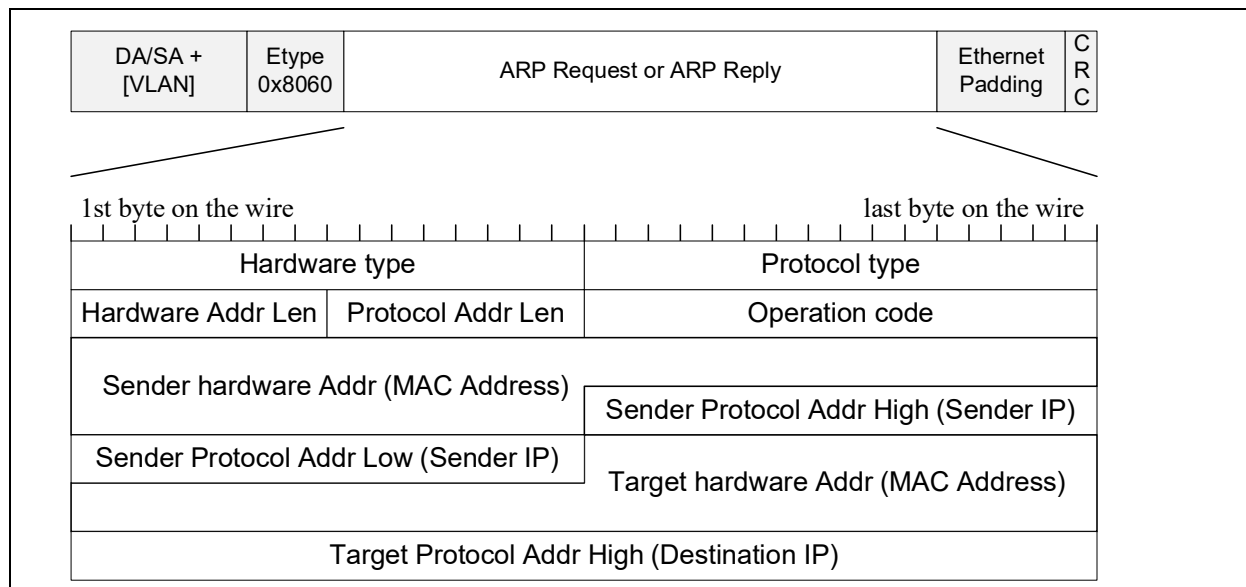 DA/SA +
[VLAN]
Etype
0x8060
ARP Request or ARP Reply
Ethernet
Padding
C
R
C
1st byte on the wire
last byte on the wire
Hardware type
Protocol type
Hardware Addr Len
Protocol Addr Len
Operation code
Sender hardware Addr (MAC Address)
Sender Protocol Addr High (Sender IP)
Sender Protocol Addr Low (Sender IP)
Target hardware Addr (MAC Address)
Target Protocol Addr High (Destination IP)